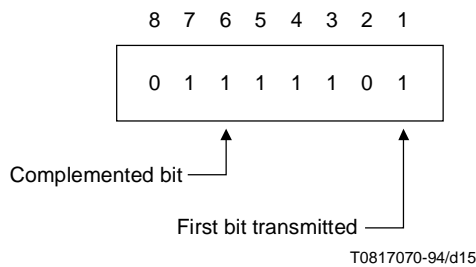 8 7 6 5 4 3 2 1
0 1 1 1 1 1 0 1
Complemented bit
First bit transmitted
T0817070-94/d15